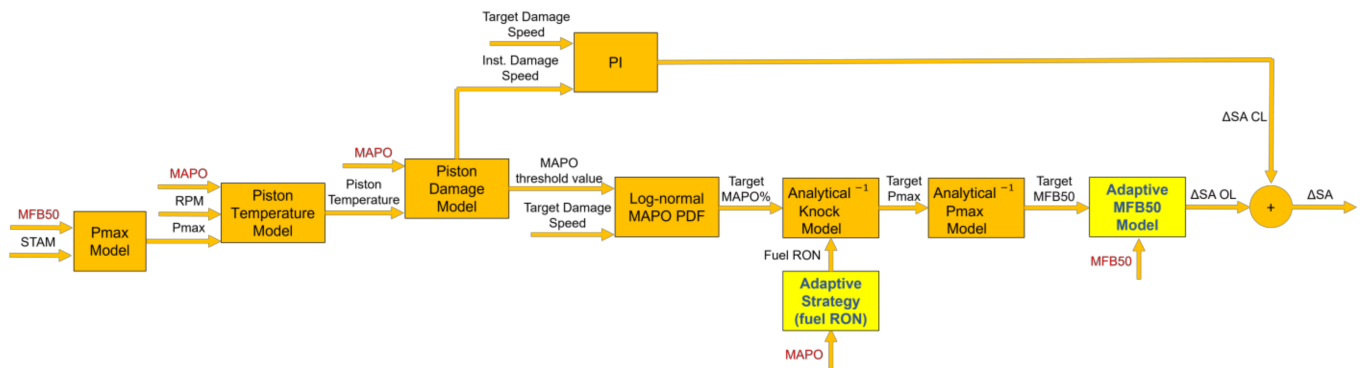 Target Damage
Speed
Inst. Damage
Speed
PI
ΔSA CL
MAPO
MAPO
RPM
Piston
Temperature
Model
Piston
Temperature
Piston
Damage
Model
MAPO
threshold value
Target Damage
Speed
Log-normal
MAPO PDF
Target
MAPO%
Analytical ⁻¹
Knock
Model
Target
Pmax
Analytical ⁻¹
Pmax
Model
Target
MFB50
Adaptive
MFB50
Model
ΔSA OL
+
ΔSA
MFB50
STAM
Pmax
Model
Pmax
Fuel RON
MFB50
Adaptive
Strategy
(fuel RON)
MAPO